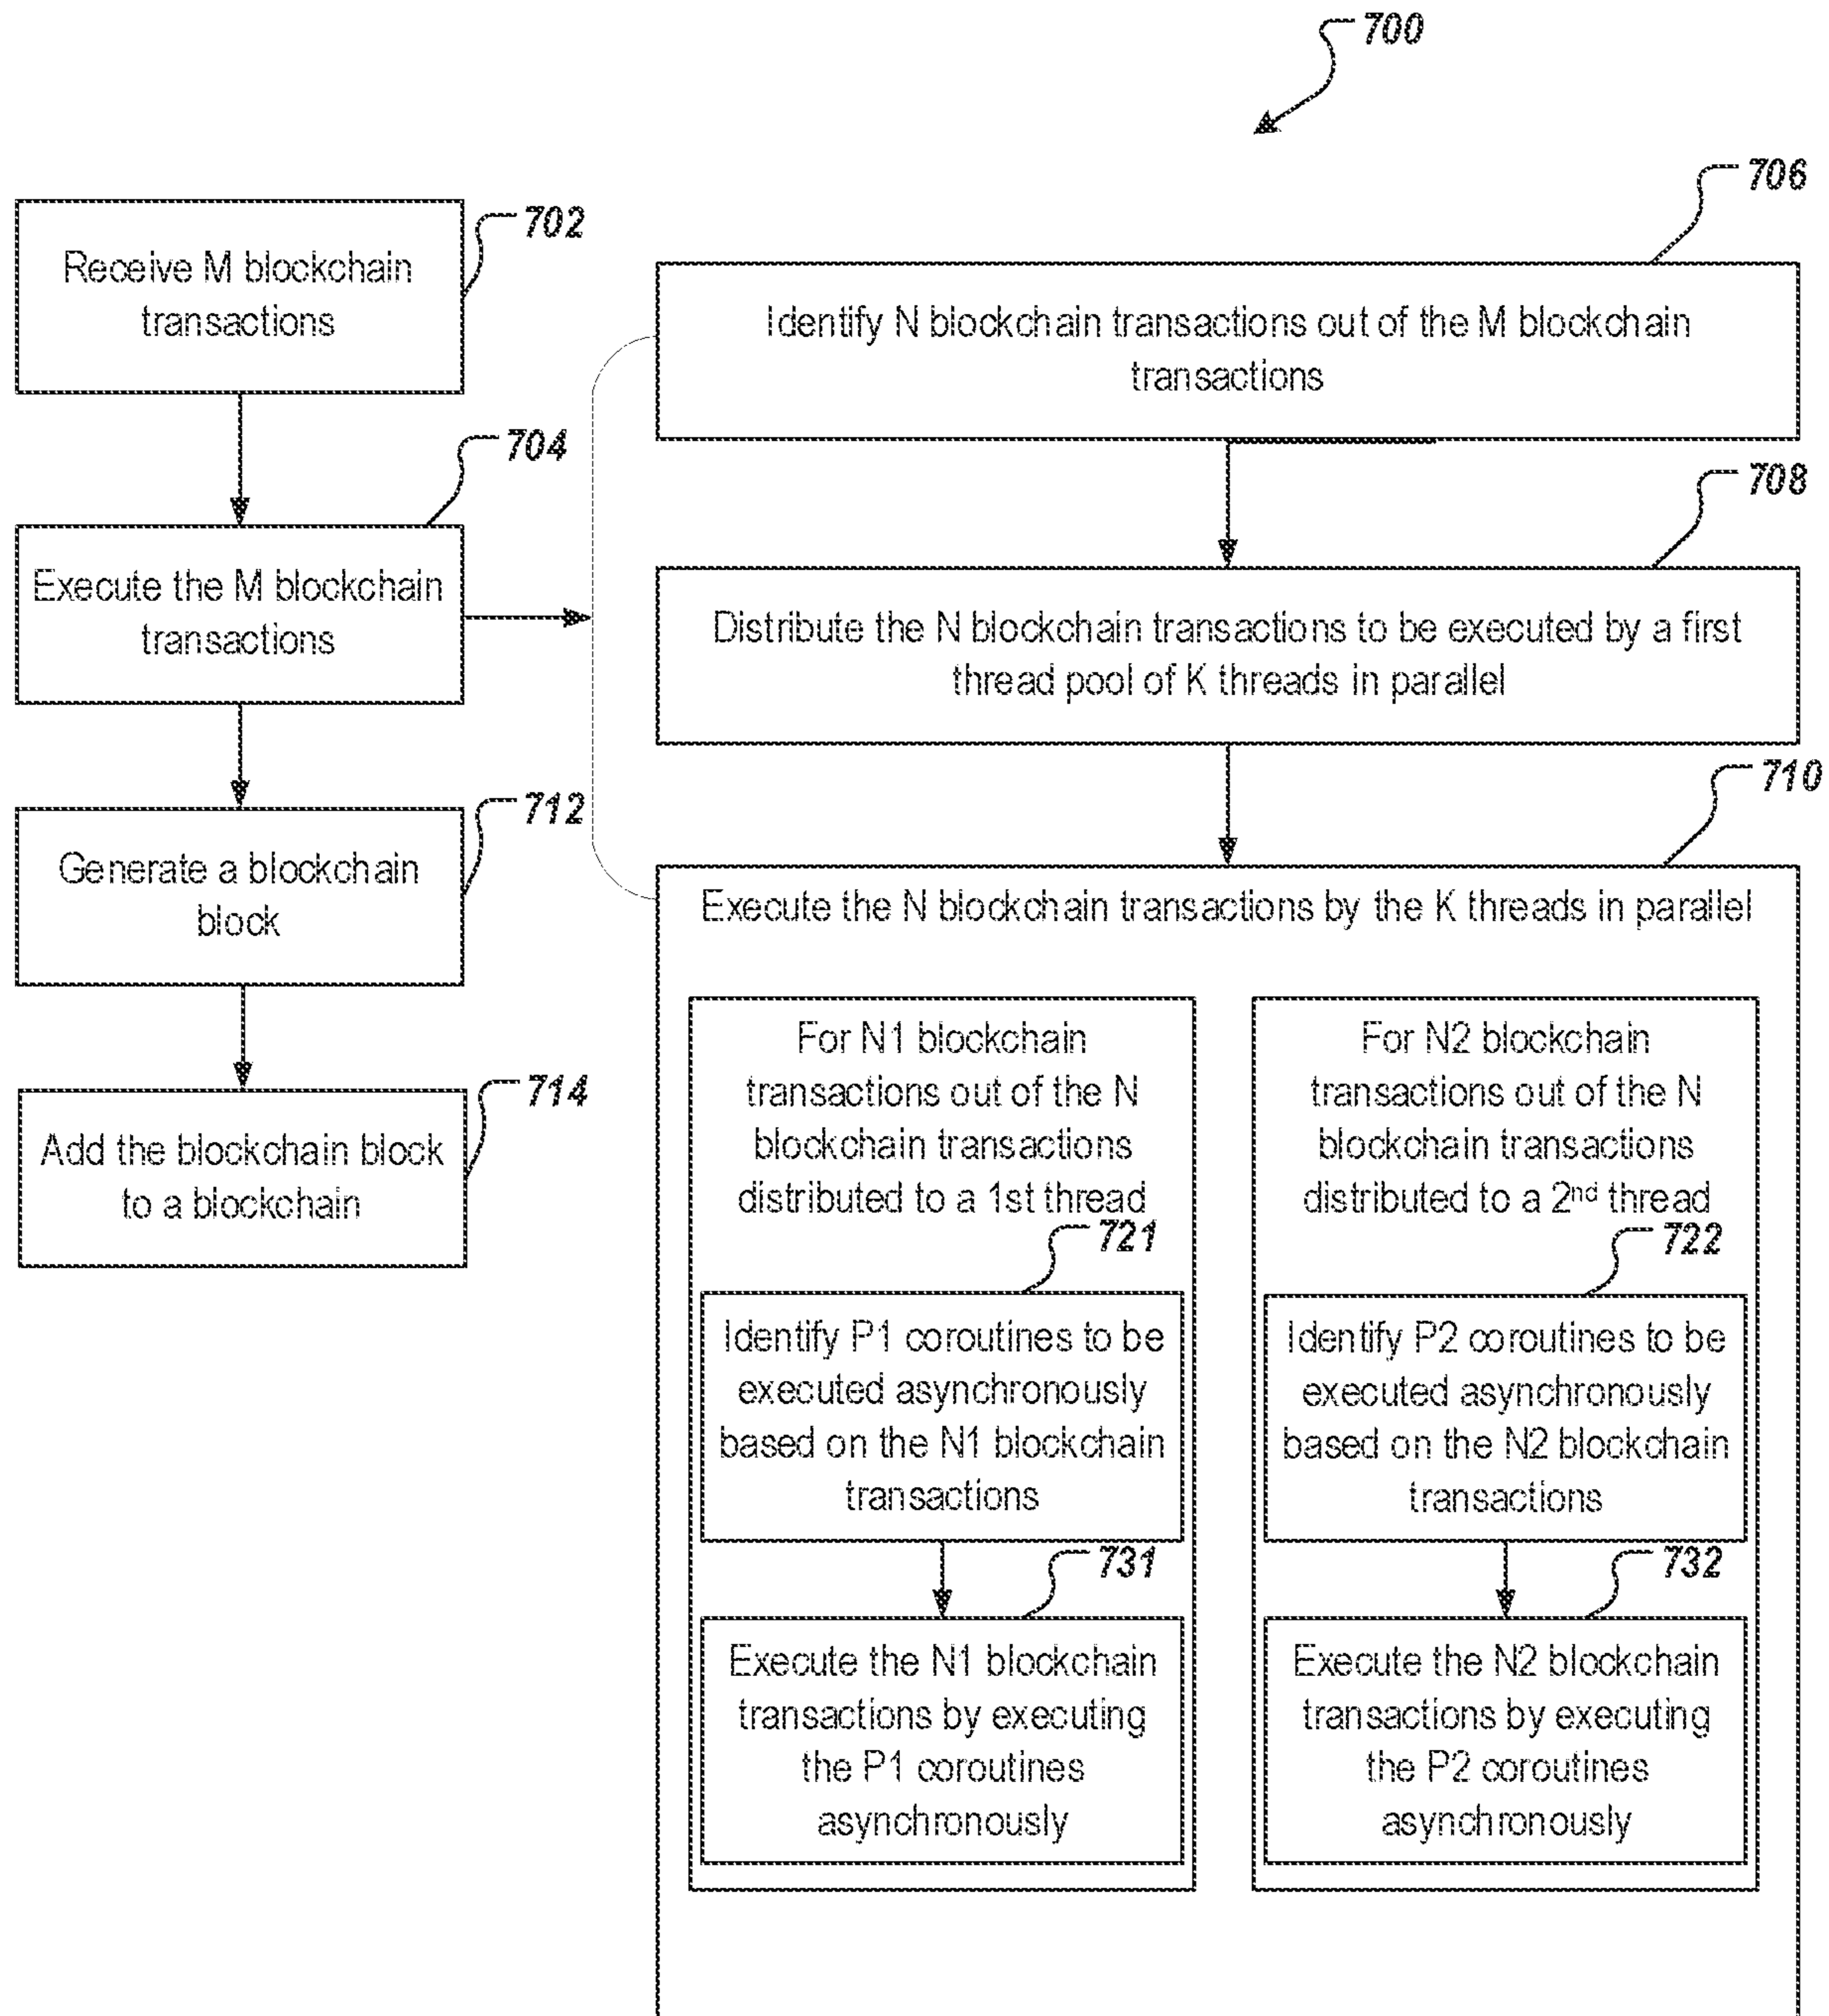 700
702
Receive M blockchain
transactions
704
Execute the M blockchain
transactions
712
Generate a blockchain
block
714
Add the blockchain block
to a blockchain
706
Identify N blockchain transactions out of the M blockchain
transactions
708
Distribute the N blockchain transactions to be executed by a first
thread pool of K threads in parallel
710
Execute the N blockchain transactions by the K threads in parallel
For N1 blockchain
transactions out of the N
blockchain transactions
distributed to a 1st thread
721
Identify P1 coroutines to be
executed asynchronously
based on the N1 blockchain
transactions
731
Execute the N1 blockchain
transactions by executing
the P1 coroutines
asynchronously
For N2 blockchain
transactions out of the N
blockchain transactions
distributed to a 2nd thread
722
Identify P2 coroutines to be
executed asynchronously
based on the N2 blockchain
transactions
732
Execute the N2 blockchain
transactions by executing
the P2 coroutines
asynchronously